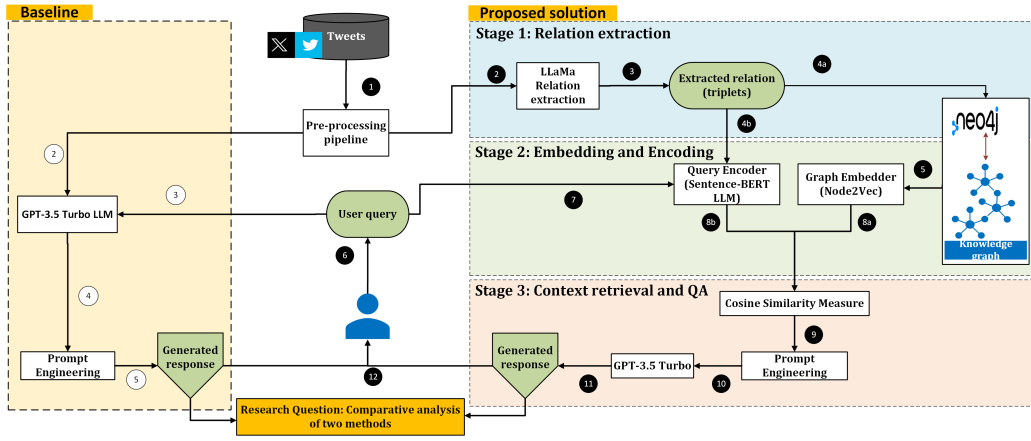 Baseline
Proposed solution
Tweets
Stage 1: Relation extraction
1
2
LLaMa
Relation
extraction
3
Extracted relation
(triplets)
4a
4b
neo4j
Pre-processing
pipeline
2
Stage 2: Embedding and Encoding
Query Encoder
(Sentence-BERT
LLM)
Graph Embedder
(Node2Vec)
5
3
7
GPT-3.5 Turbo LLM
User query
8b
8a
6
Knowledge
graph
4
Stage 3: Context retrieval and QA
Cosine Similarity Measure
9
Prompt
Engineering
5
Generated
response
12
Generated
response
11
GPT-3.5 Turbo
10
Prompt
Engineering
Research Question: Comparative analysis
of two methods